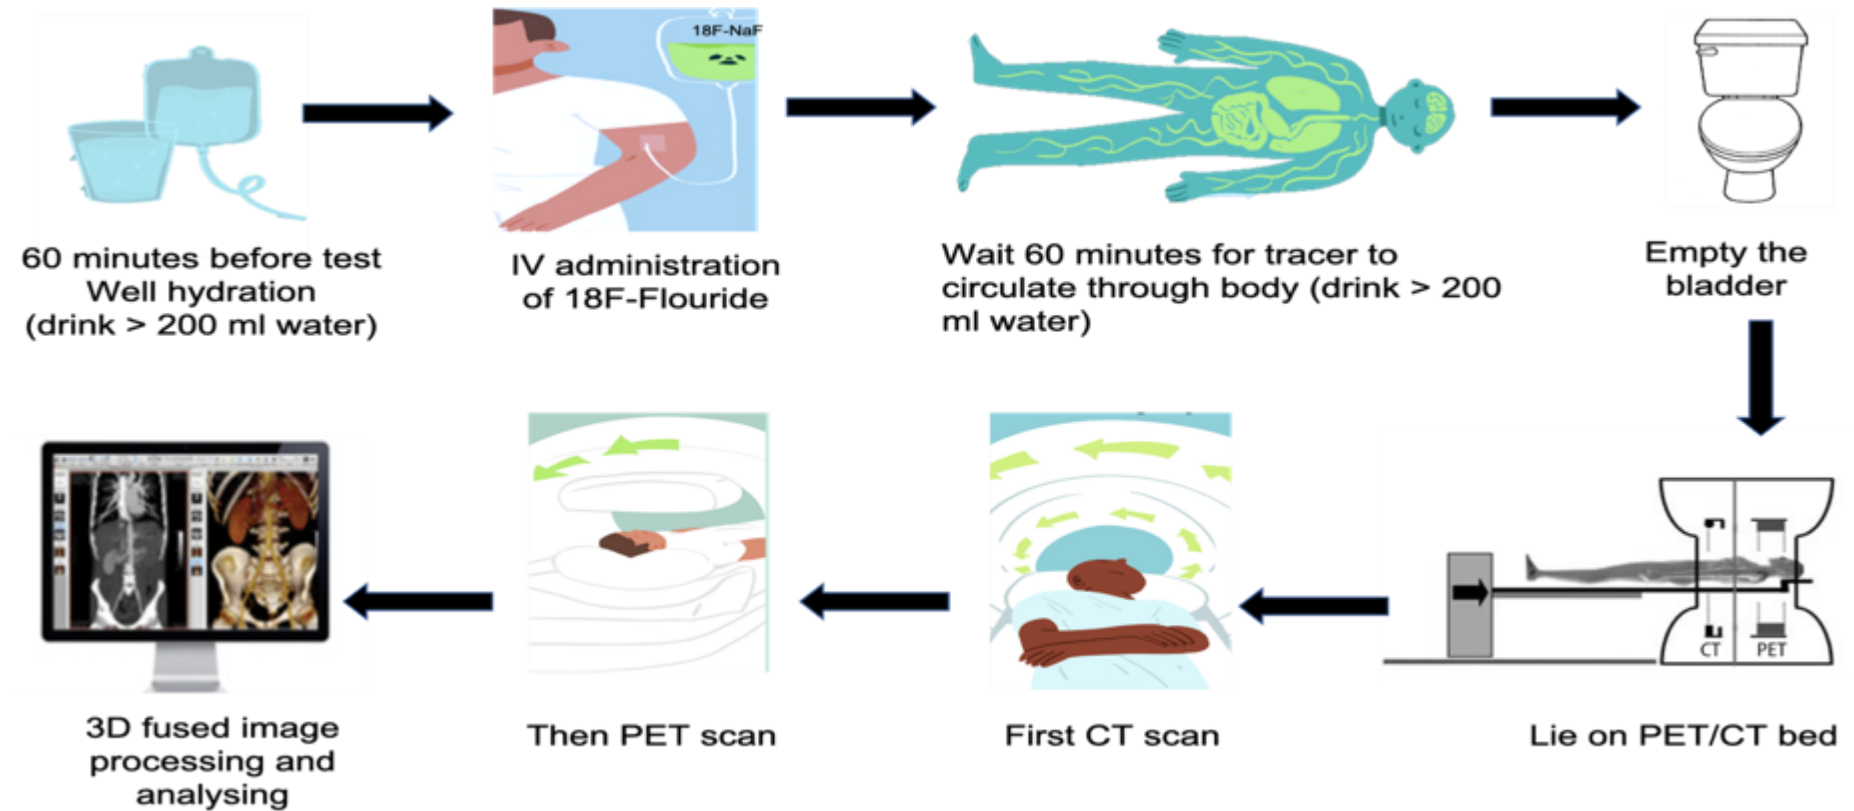 18F-NaF
60 minutes before test
Well hydration
(drink > 200 ml water)
IV administration
of 18F-Flouride
Wait 60 minutes for tracer to
circulate through body (drink > 200
ml water)
Empty the
bladder
CT
PET
Lie on PET/CT bed
First CT scan
Then PET scan
3D fused image
processing and
analysing